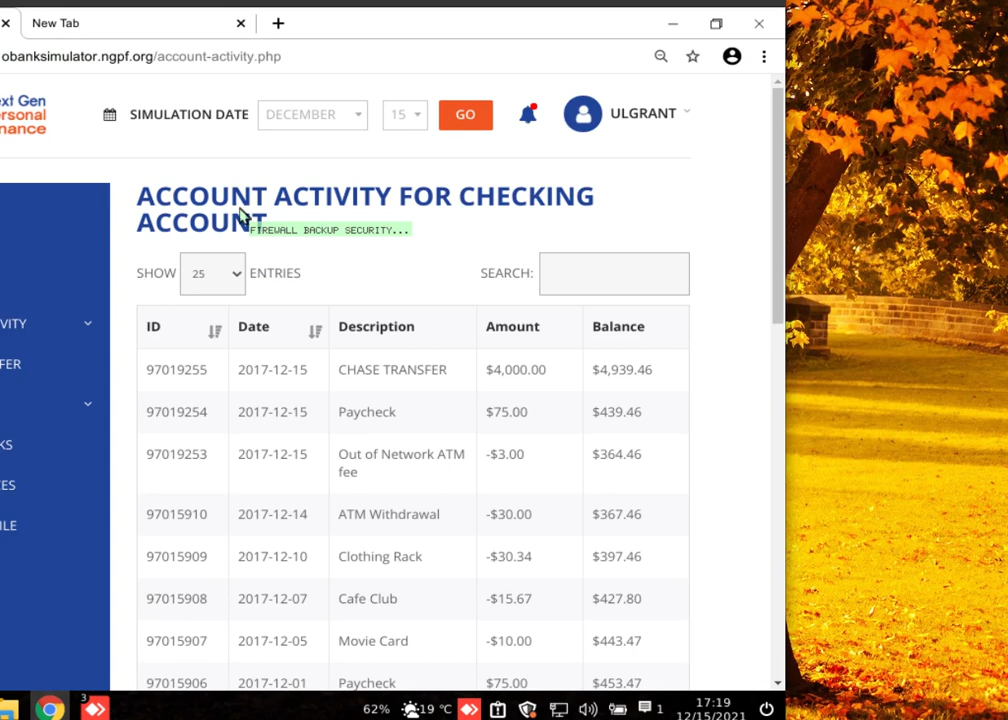 New Tab
obanksimulator.ngpf.org/account-activity.php
ext Gen
ersonal
inance
SIMULATION DATE
DECEMBER
15
GO
ULGRANT
ACCOUNT ACTIVITY FOR CHECKING
ACCOUNT
FIREWALL BACKUP SECURITY...
SHOW 25 ENTRIES
SEARCH:
ID Date Description Amount Balance
97019255 2017-12-15 CHASE TRANSFER $4,000.00 $4,939.46
97019254 2017-12-15 Paycheck $75.00 $439.46
97019253 2017-12-15 Out of Network ATM -$3.00 $364.46
fee
97015910 2017-12-14 ATM Withdrawal -$30.00 $367.46
97015909 2017-12-10 Clothing Rack -$30.34 $397.46
97015908 2017-12-07 Cafe Club -$15.67 $427.80
97015907 2017-12-05 Movie Card -$10.00 $443.47
97015906 2017-12-01 Paycheck $75.00 $453.47
VITY
FER
KS
ES
ILE
3
62%
19 °C
1
17:19
12/15/2021